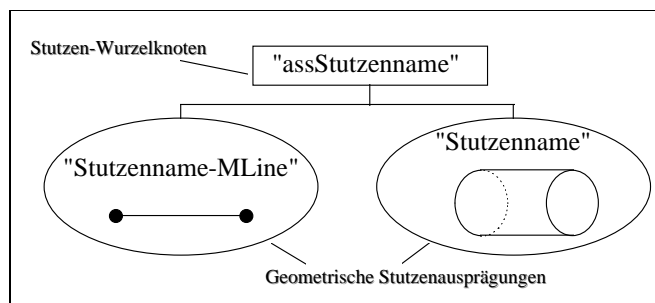 Stutzen-Wurzelknoten
"assStutzenname"
"Stutzenname-MLine"
"Stutzenname"
Geometrische Stutzenausprägungen